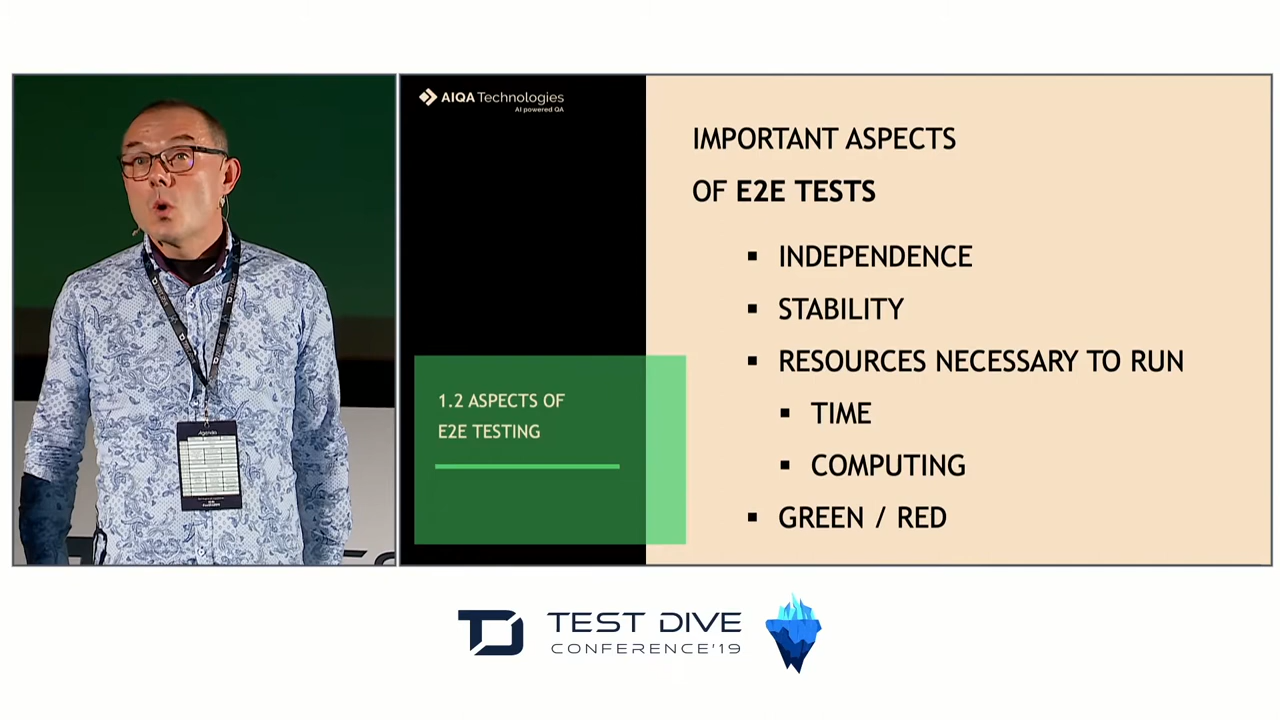 AIQA Technologies
AI powered QA
IMPORTANT ASPECTS
OF E2E TESTS
▪ INDEPENDENCE
▪ STABILITY
▪ RESOURCES NECESSARY TO RUN
▪ TIME
▪ COMPUTING
▪ GREEN / RED
1.2 ASPECTS OF
E2E TESTING
Agenda
TEST DIVE
CONFERENCE'19